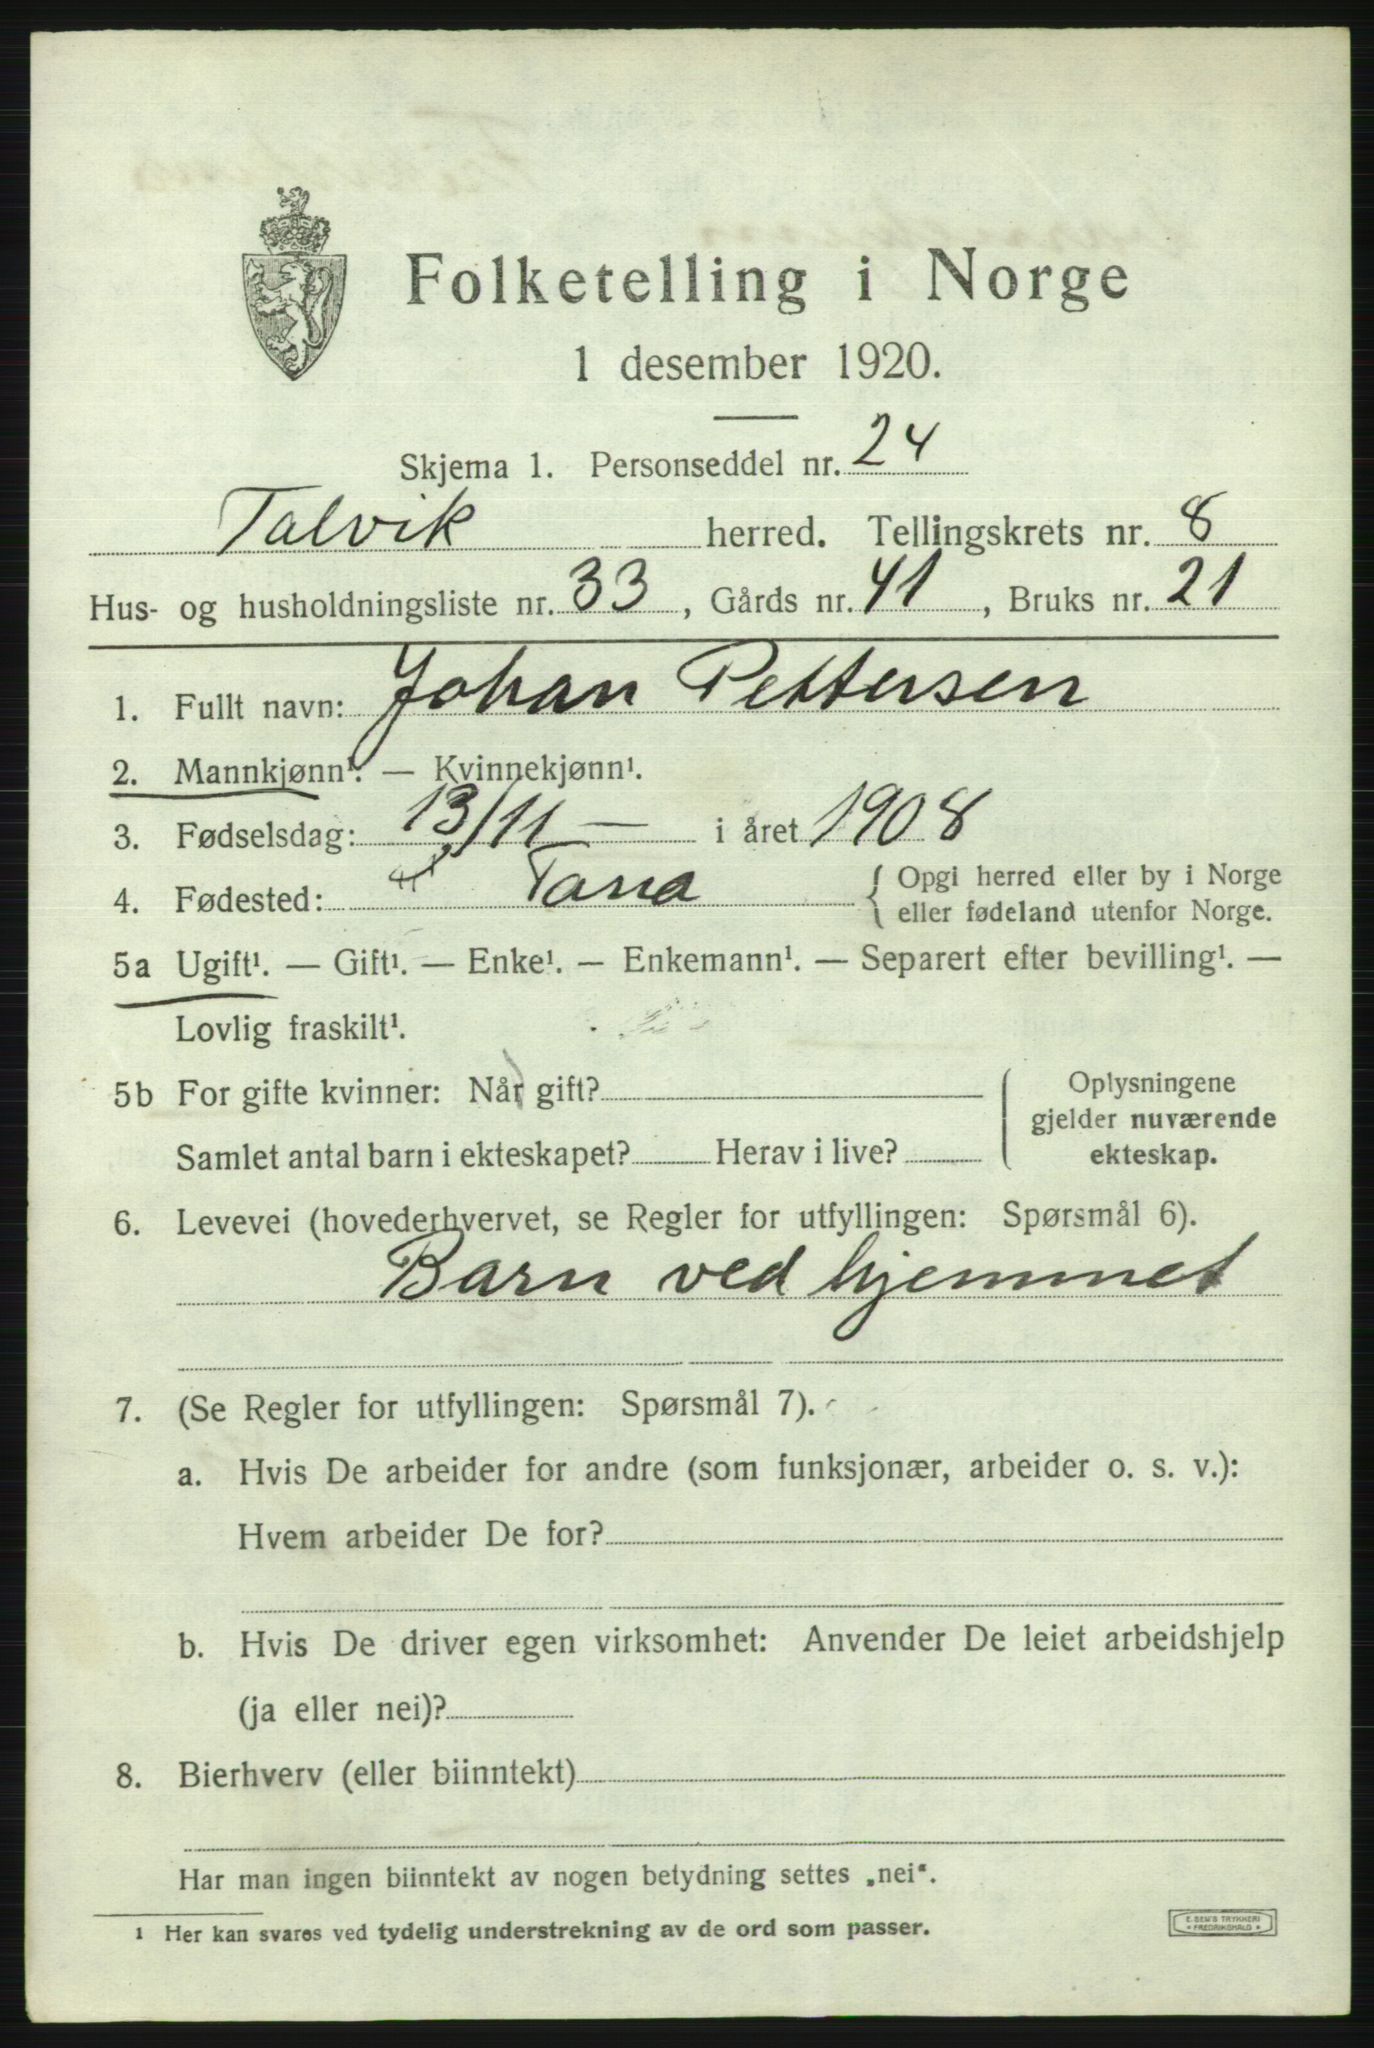 Folketelling i Norge
1 desember 1920.
Skjema 1. Personseddel nr. 24
Talvik herred. Tellingskrets nr. 8
Hus- og husholdningsliste nr. 33, Gårds nr. 41, Bruks nr. 21
1. Fullt navn: Johan Pettersen
2. Mannkjønn¹. — Kvinnekjønn¹.
3. Fødselsdag: 13/11 — i året 1908
4. Fødested: Tana { Opgi herred eller by i Norge
eller fødeland utenfor Norge.
5a Ugift¹. — Gift¹. — Enke¹. — Enkemann¹. — Separert efter bevilling¹. —
Lovlig fraskilt¹.
5b For gifte kvinner: Når gift?
Samlet antal barn i ekteskapet? Herav i live?
Oplysningene
gjelder nuværende
ekteskap.
6. Levevei (hovederhvervet, se Regler for utfyllingen: Spørsmål 6).
Barn ved hjemmet
7. (Se Regler for utfyllingen: Spørsmål 7).
a. Hvis De arbeider for andre (som funksjonær, arbeider o. s. v.):
Hvem arbeider De for?
b. Hvis De driver egen virksomhet: Anvender De leiet arbeidshjelp
(ja eller nei)?
8. Bierhverv (eller biinntekt)
Har man ingen biinntekt av nogen betydning settes „nei“.
¹ Her kan svares ved tydelig understrekning av de ord som passer.
E. SEM'S TRYKKERI
• FREDRIKSHALD •